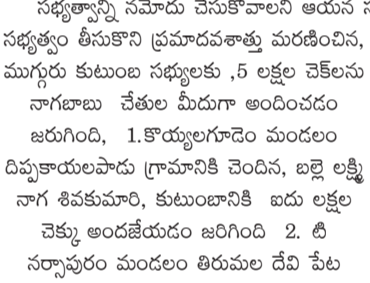 సభ్యత్వాన్ని నమోదు చేసుకోవాలని ఆయన
సభ్యత్వం తీసుకొని ప్రమాదవశాత్తు మరణించిన,
ముగ్గురు కుటుంబ సభ్యులకు ,5 లక్షల చెక్‌లను
నాగబాబు చేతుల మీదుగా అందించడం
జరుగింది, 1.కొయ్యలగూడెం మండలం
దిప్పకాయలపాడు గ్రామానికి చెందిన, బల్లె లక్ష్మి
నాగ శివకుమారి, కుటుంబానికి ఐదు లక్షల
చెక్కు అందజేయడం జరిగింది 2. టి
నర్సాపురం మండలం తిరుమల దేవి పేట